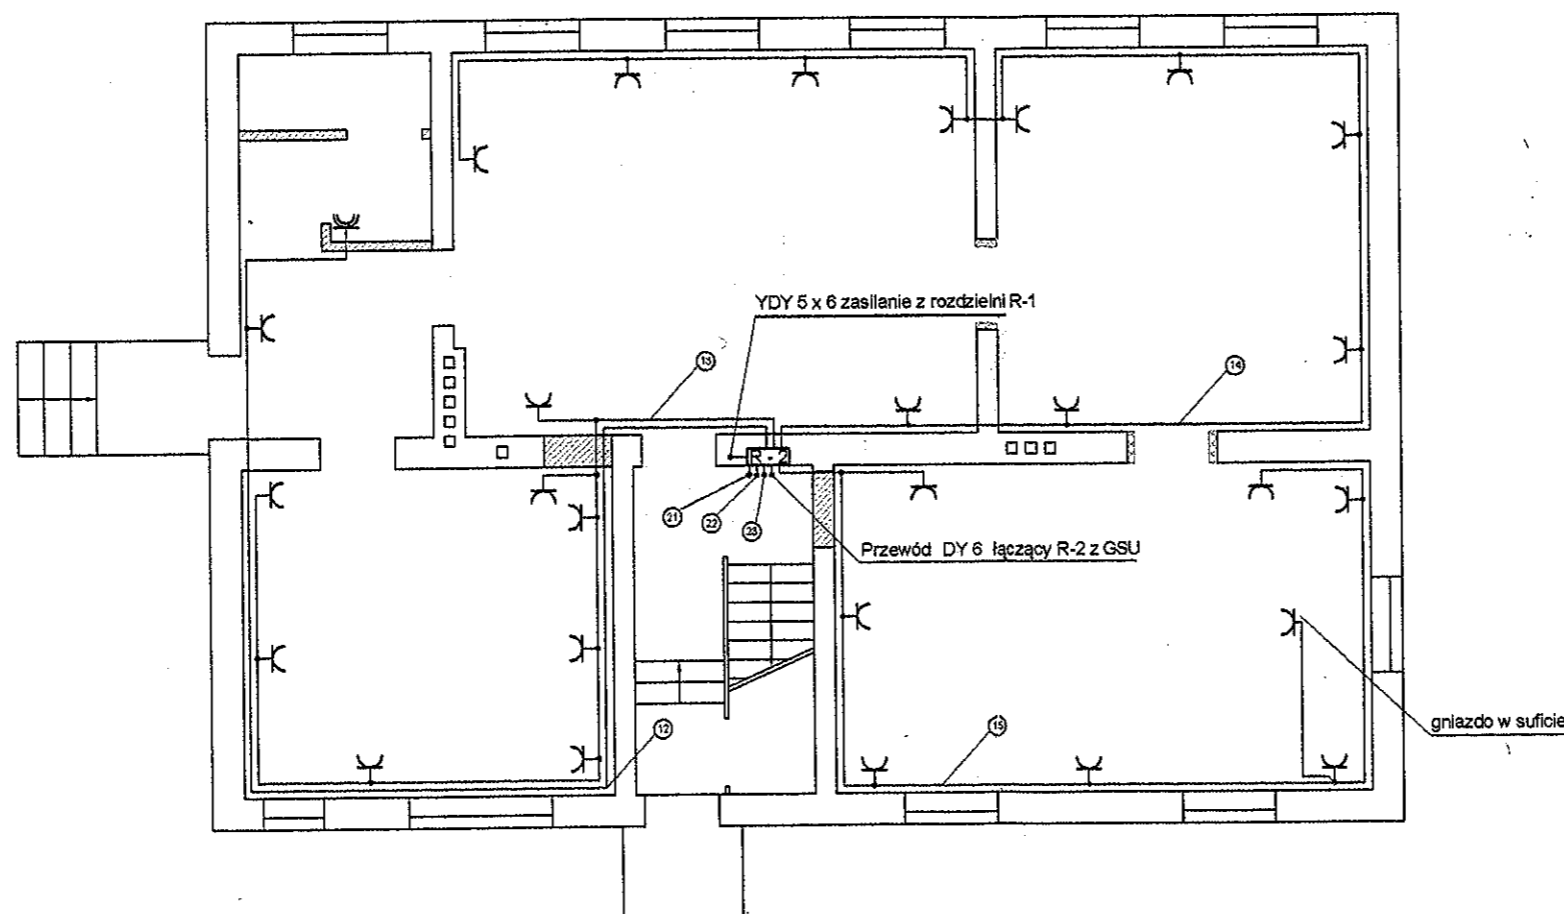 YDY 5 x 6 zasilanie z rozdzielni R-1
13
14
R - 2
21
22
23
Przewód DY 6 łączący R-2 z GSU
12
15
gniazdo w suficie